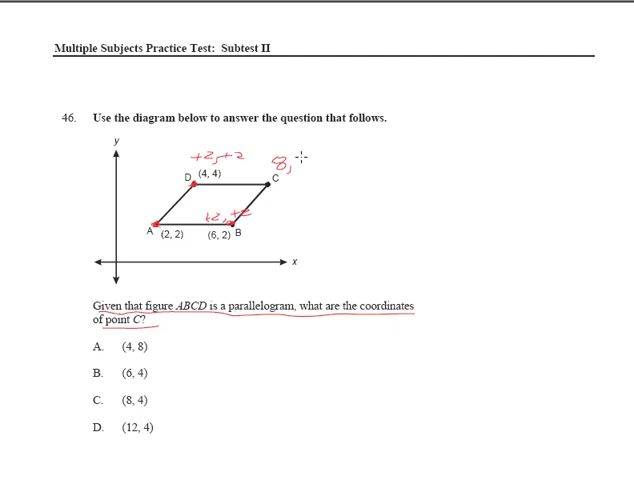 Multiple Subjects Practice Test: Subtest II
46. Use the diagram below to answer the question that follows.
y
+2,+2
8,
D (4, 4)
C
+2,+2
A (2, 2)
(6, 2) B
x
Given that figure ABCD is a parallelogram, what are the coordinates
of point C?
A. (4, 8)
B. (6, 4)
C. (8, 4)
D. (12, 4)